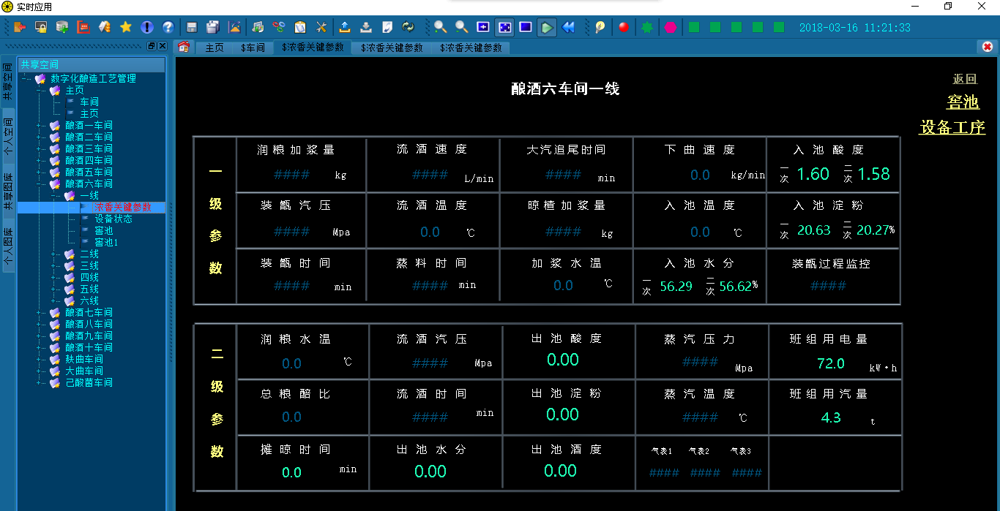 实时应用
2018-03-16 11:21:33
主页 $车间 $浓香关键参数 $浓香关键参数 $浓香关键参数
共享空间
个人空间
共享图库
个人图库
共享空间
数字化酿造工艺管理
主页
车间
主页
酿酒一车间
酿酒二车间
酿酒三车间
酿酒四车间
酿酒五车间
酿酒六车间
一线
浓香关键参数
设备状态
窖池
窖池1
二线
三线
四线
五线
六线
酿酒七车间
酿酒八车间
酿酒九车间
酿酒十车间
麸曲车间
大曲车间
己酸菌车间
酿酒六车间一线
返回
窖池
设备工序
一级参数
润粮加浆量 流酒速度 大汽追尾时间 下曲速度 入池酸度
#### kg #### L/min #### min 0.0 kg/min 一次 1.60 二次 1.58
装甑汽压 流酒温度 晾楂加浆量 入池温度 入池淀粉
#### Mpa 0.0 ℃ #### kg 0.0 ℃ 一次 20.63 二次 20.27%
装甑时间 蒸料时间 加浆水温 入池水分 装甑过程监控
#### min #### min 0.0 ℃ 一次 56.29 二次 56.62% ####
二级参数
润粮水温 流酒汽压 出池酸度 蒸汽压力 班组用电量
0.0 ℃ #### Mpa 0.00 #### Mpa 72.0 kW·h
总粮醅比 流酒时间 出池淀粉 蒸汽温度 班组用汽量
0.0 #### min 0.00 #### ℃ 4.3 t
摊晾时间 出池水分 出池酒度 气表1 气表2 气表3
0.0 min 0.00 0.00 #### #### ####